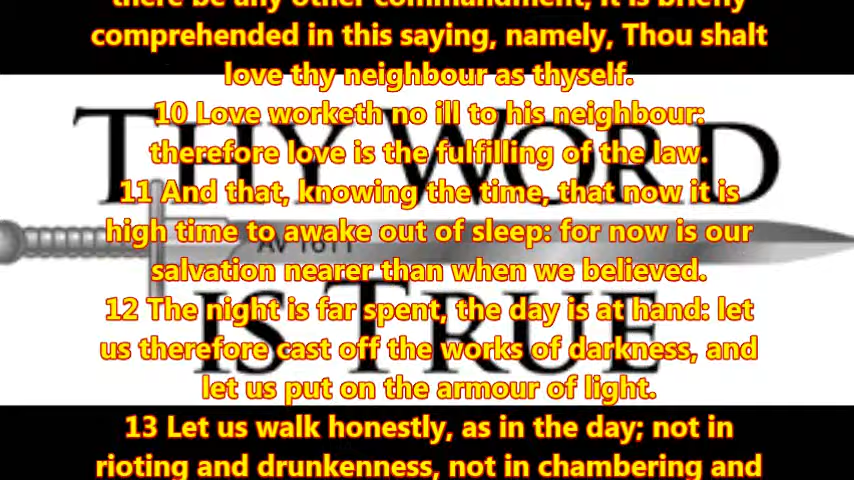 there be any other commandment, it is briefly
comprehended in this saying, namely, Thou shalt
love thy neighbour as thyself.
10 Love worketh no ill to his neighbour:
therefore love is the fulfilling of the law.
11 And that, knowing the time, that now it is
high time to awake out of sleep: for now is our
salvation nearer than when we believed.
12 The night is far spent, the day is at hand: let
us therefore cast off the works of darkness, and
let us put on the armour of light.
13 Let us walk honestly, as in the day; not in
rioting and drunkenness, not in chambering and
THY WORD
AV 1611
IS TRUE